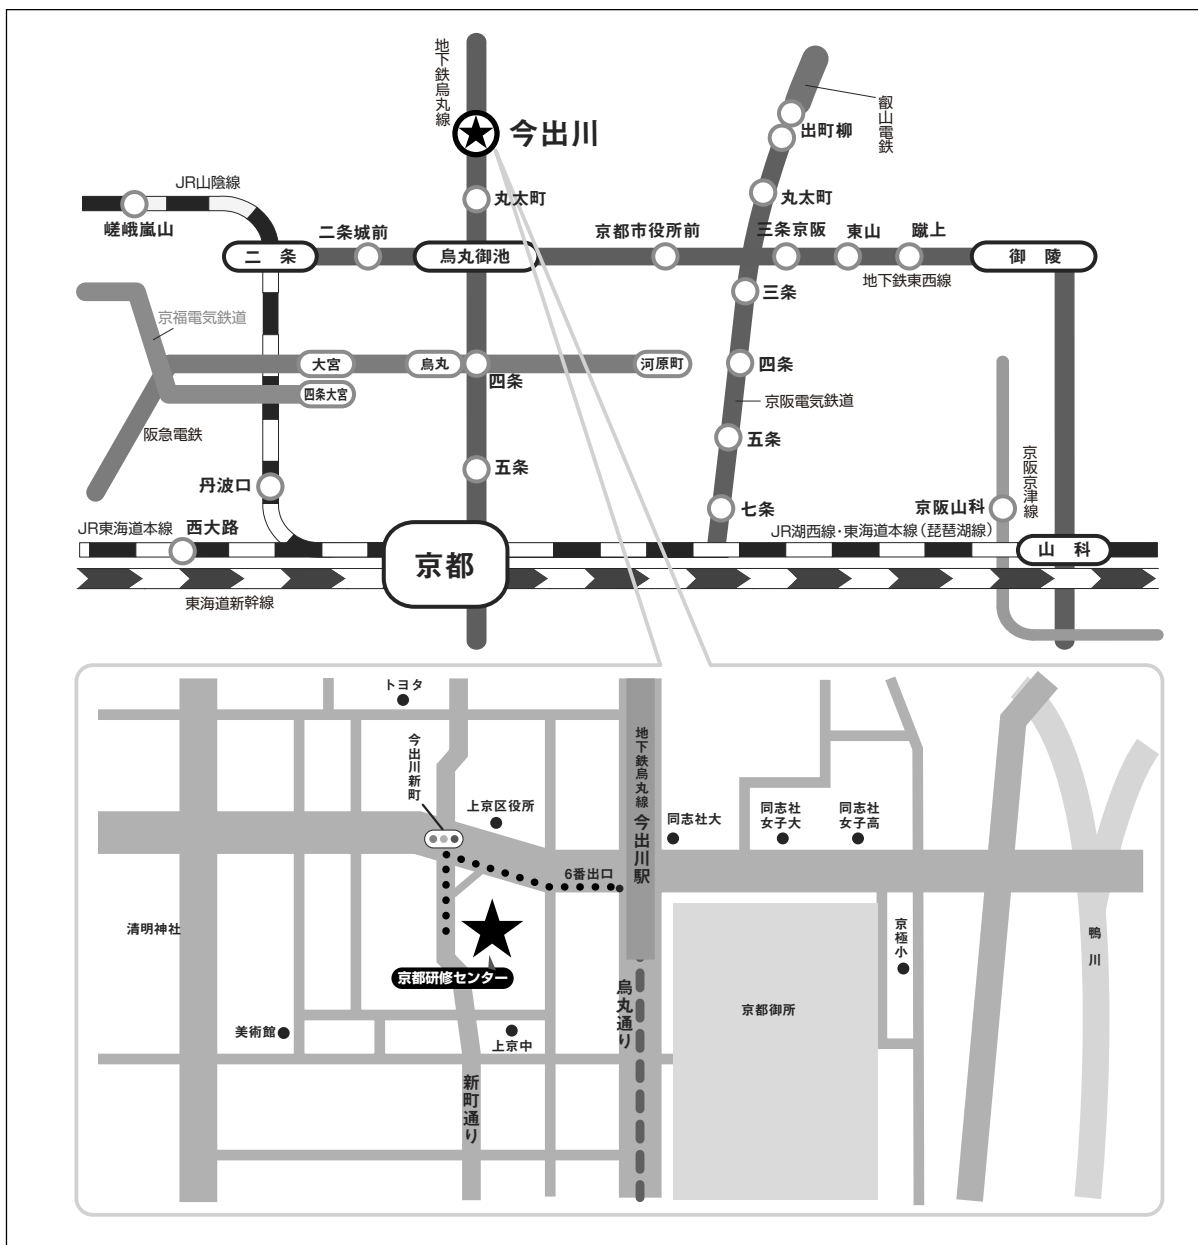 地下鉄烏丸線
今出川
叡山電鉄
出町柳
JR山陰線
丸太町
丸太町
嵯峨嵐山
二条城前
京都市役所前
三条京阪
東山
蹴上
二条
烏丸御池
御陵
地下鉄東西線
三条
京福電気鉄道
大宮
烏丸
河原町
四条
四条
四条大宮
京阪電気鉄道
阪急電鉄
五条
五条
京阪京津線
丹波口
七条
京阪山科
JR東海道本線
西大路
JR湖西線・東海道本線(琵琶湖線)
京都
山科
東海道新幹線
トヨタ
今出川新町
地下鉄烏丸線
今出川駅
上京区役所
同志社大
同志社
女子大
同志社
女子高
6番出口
清明神社
京極小
鴨川
京都研修センター
烏丸通り
京都御所
美術館
上京中
新町通り